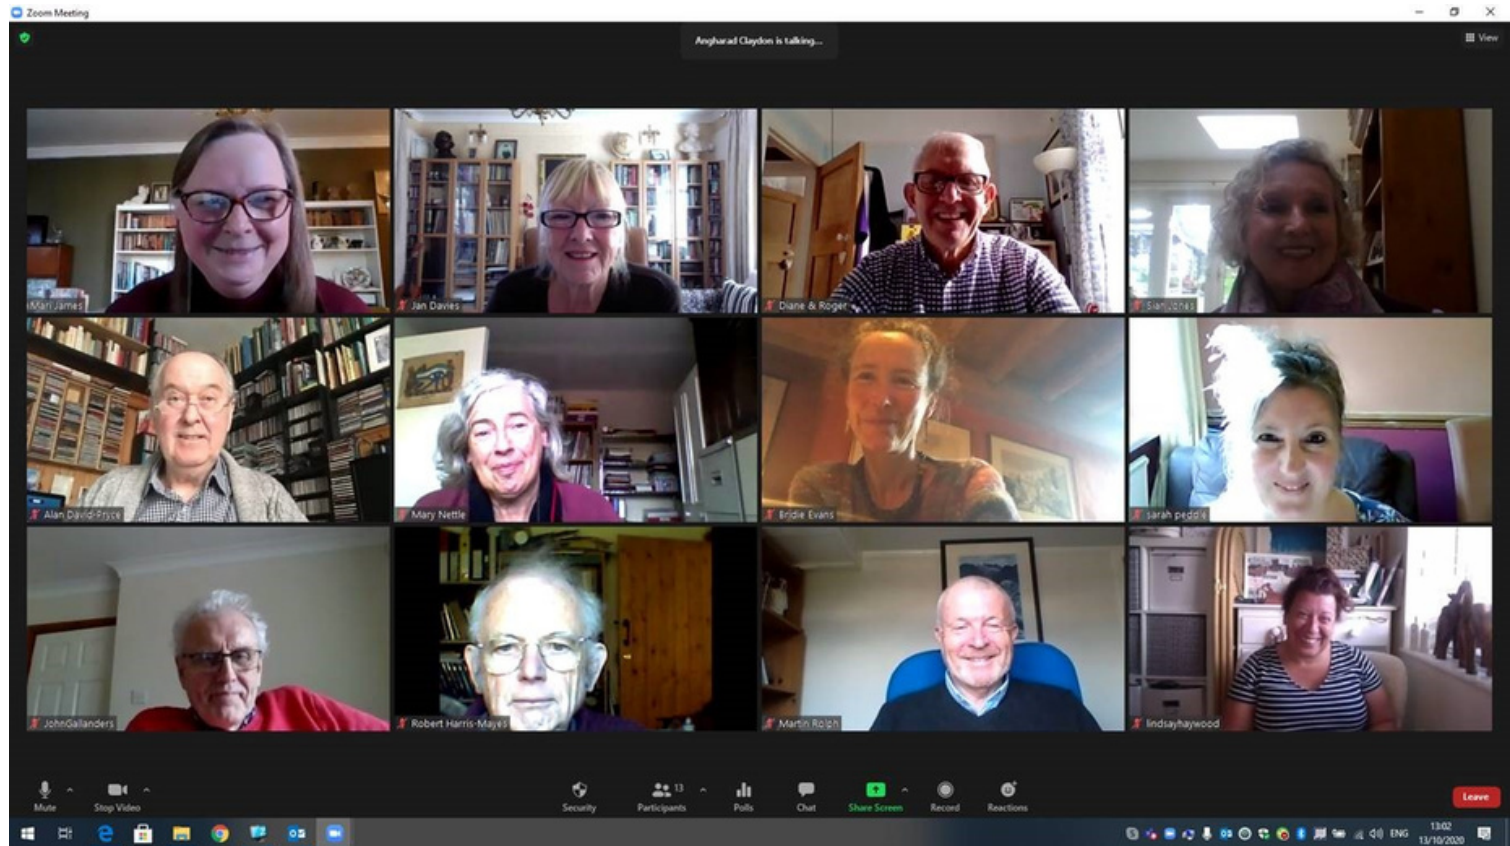 Zoom Meeting
Angharad Claydon is talking...
View
Mari James
Jan Davies
Diane & Roger
Sian Jones
Alan David-Pryce
Mary Nettle
Bridie Evans
sarah peddle
JohnGallanders
Robert Harris-Mayes
Martin Rolph
lindsayhaywood
Mute
Stop Video
Security
Participants
13
Polls
Chat
Share Screen
Record
Reactions
Leave
ENG
13:02
13/10/2020